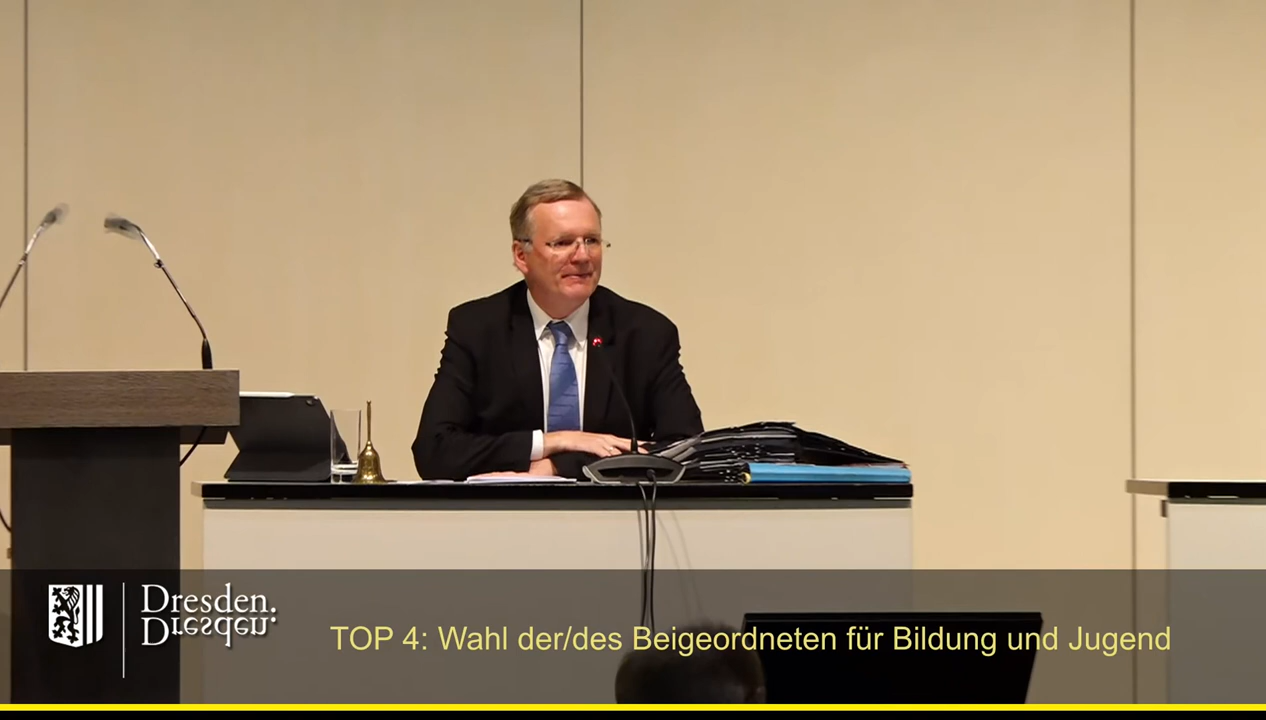 Dresden.
Dresden.
TOP 4: Wahl der/des Beigeordneten für Bildung und Jugend